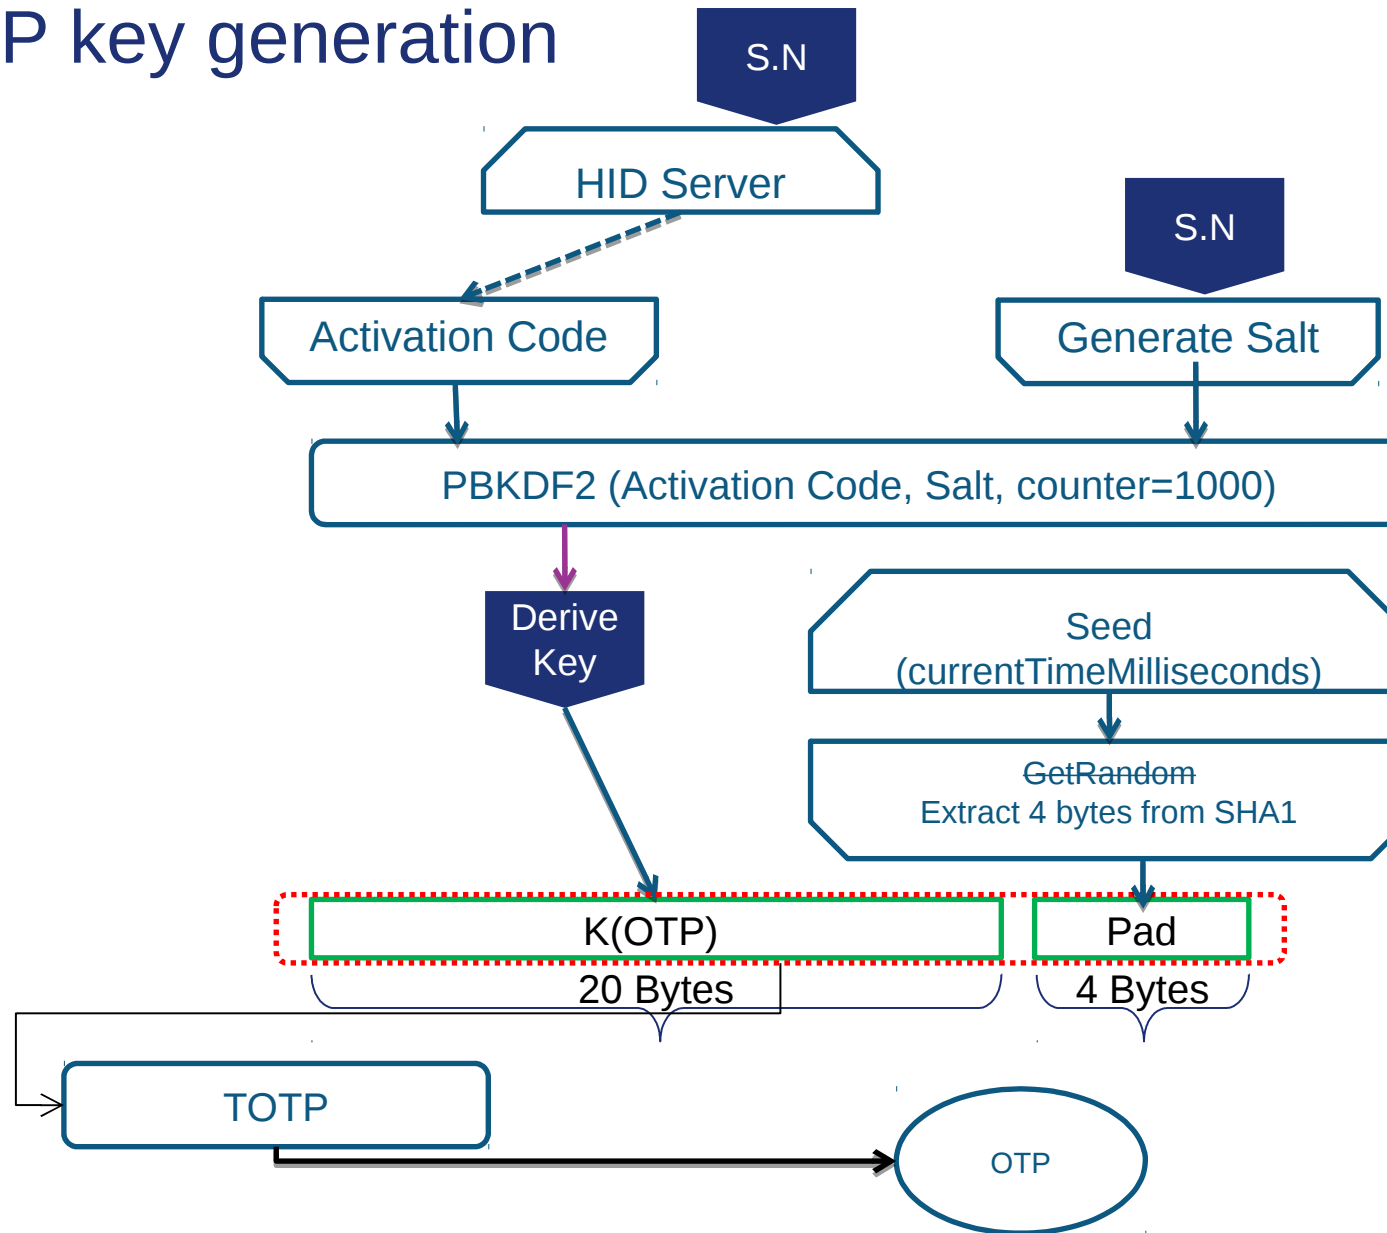 P key generation
S.N
HID Server
S.N
Activation Code
Generate Salt
PBKDF2 (Activation Code, Salt, counter=1000)
Derive
Key
Seed
(currentTimeMilliseconds)
GetRandom
Extract 4 bytes from SHA1
K(OTP)
Pad
20 Bytes
4 Bytes
TOTP
OTP